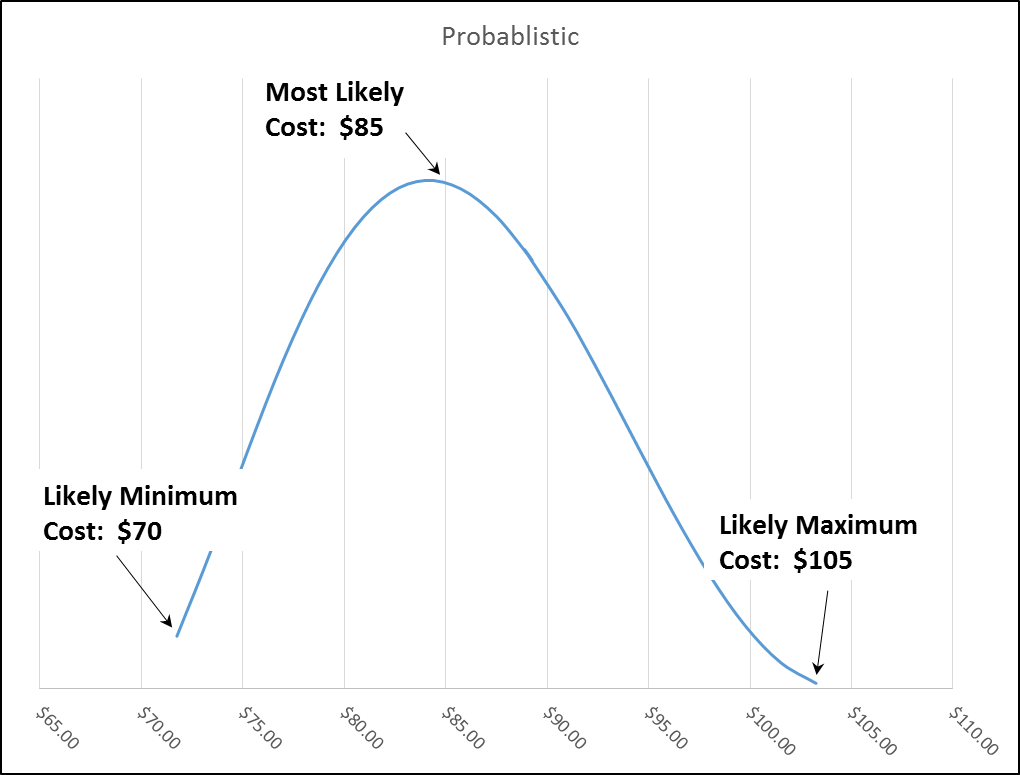 Probablistic
Most Likely
Cost:  $85
Likely Minimum
Cost:  $70
Likely Maximum
Cost:  $105
$65.00
$70.00
$75.00
$80.00
$85.00
$90.00
$95.00
$100.00
$105.00
$110.00